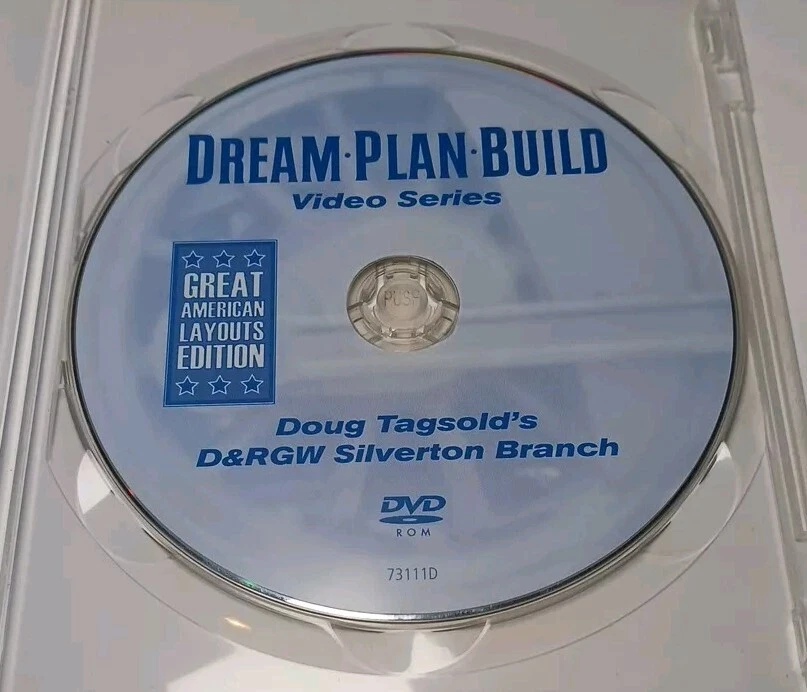 DREAM·PLAN·BUILD
Video Series
GREAT
AMERICAN
LAYOUTS
EDITION
PUSH
Doug Tagsold's
D&RGW Silverton Branch
DVD
ROM
73111D